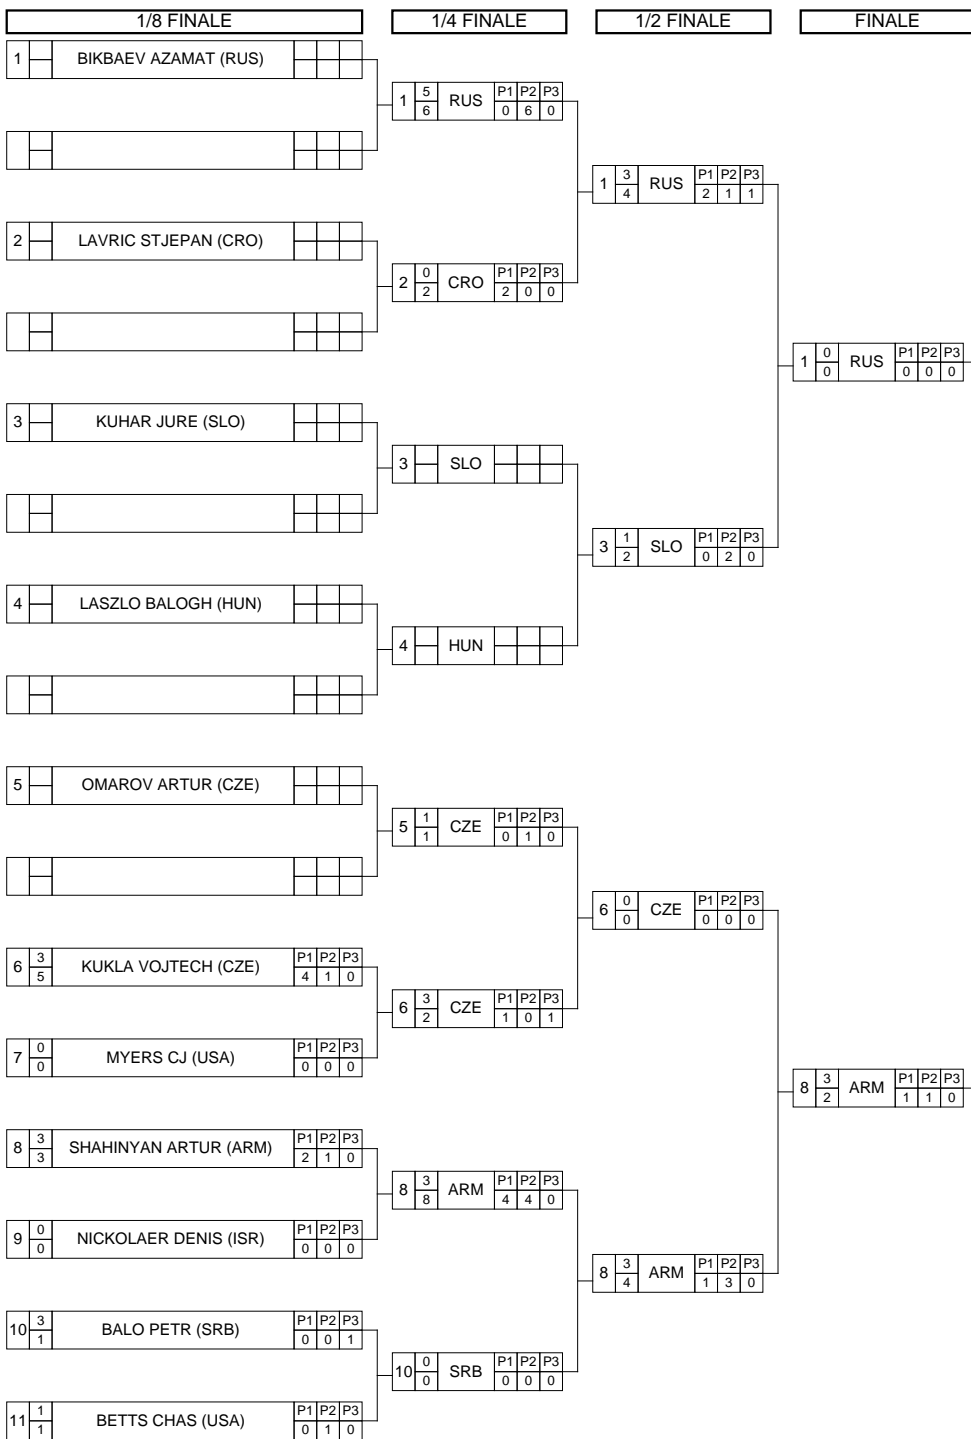 1/8 FINALE 1/4 FINALE 1/2 FINALE FINALE
1 BIKBAEV AZAMAT (RUS)
1 5 6 RUS P1 P2 P3 0 6 0
1 3 4 RUS P1 P2 P3 2 1 1
2 LAVRIC STJEPAN (CRO)
2 0 2 CRO P1 P2 P3 2 0 0
1 0 0 RUS P1 P2 P3 0 0 0
3 KUHAR JURE (SLO)
3 SLO
3 1 2 SLO P1 P2 P3 0 2 0
4 LASZLO BALOGH (HUN)
4 HUN
5 OMAROV ARTUR (CZE)
5 1 1 CZE P1 P2 P3 0 1 0
6 0 0 CZE P1 P2 P3 0 0 0
6 3 5 KUKLA VOJTECH (CZE) P1 P2 P3 4 1 0
6 3 2 CZE P1 P2 P3 1 0 1
7 0 0 MYERS CJ (USA) P1 P2 P3 0 0 0
8 3 2 ARM P1 P2 P3 1 1 0
8 3 3 SHAHINYAN ARTUR (ARM) P1 P2 P3 2 1 0
8 3 8 ARM P1 P2 P3 4 4 0
9 0 0 NICKOLAER DENIS (ISR) P1 P2 P3 0 0 0
8 3 4 ARM P1 P2 P3 1 3 0
10 3 1 BALO PETR (SRB) P1 P2 P3 0 0 1
10 0 0 SRB P1 P2 P3 0 0 0
11 1 1 BETTS CHAS (USA) P1 P2 P3 0 1 0